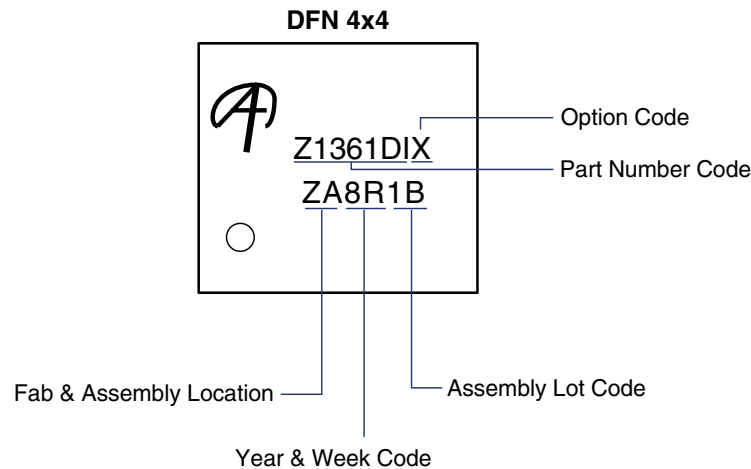 DFN 4x4
Option Code
Z1361DIX
Part Number Code
ZA8R1B
Fab & Assembly Location
Assembly Lot Code
Year & Week Code